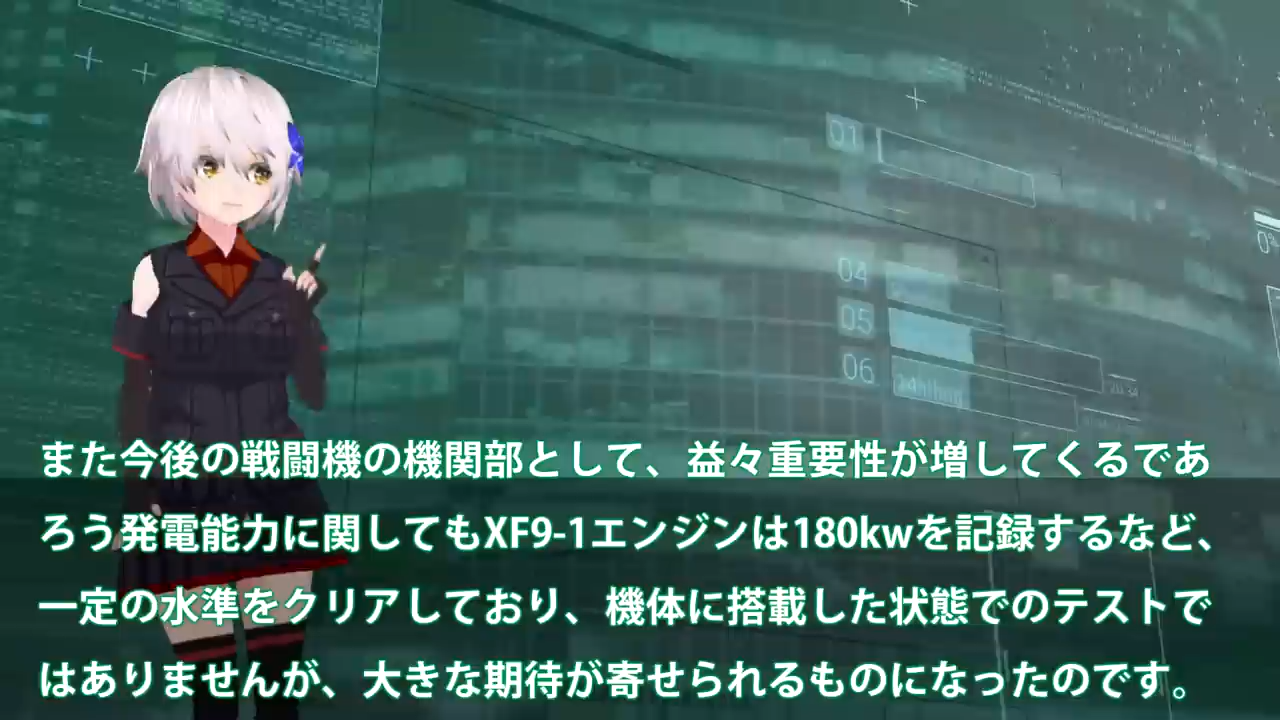 01
0%
04
05
06
また今後の戦闘機の機関部として、益々重要性が増してくるであ
ろう発電能力に関してもXF9-1エンジンは180kwを記録するなど、
一定の水準をクリアしており、機体に搭載した状態でのテストで
はありませんが、大きな期待が寄せられるものになったのです。